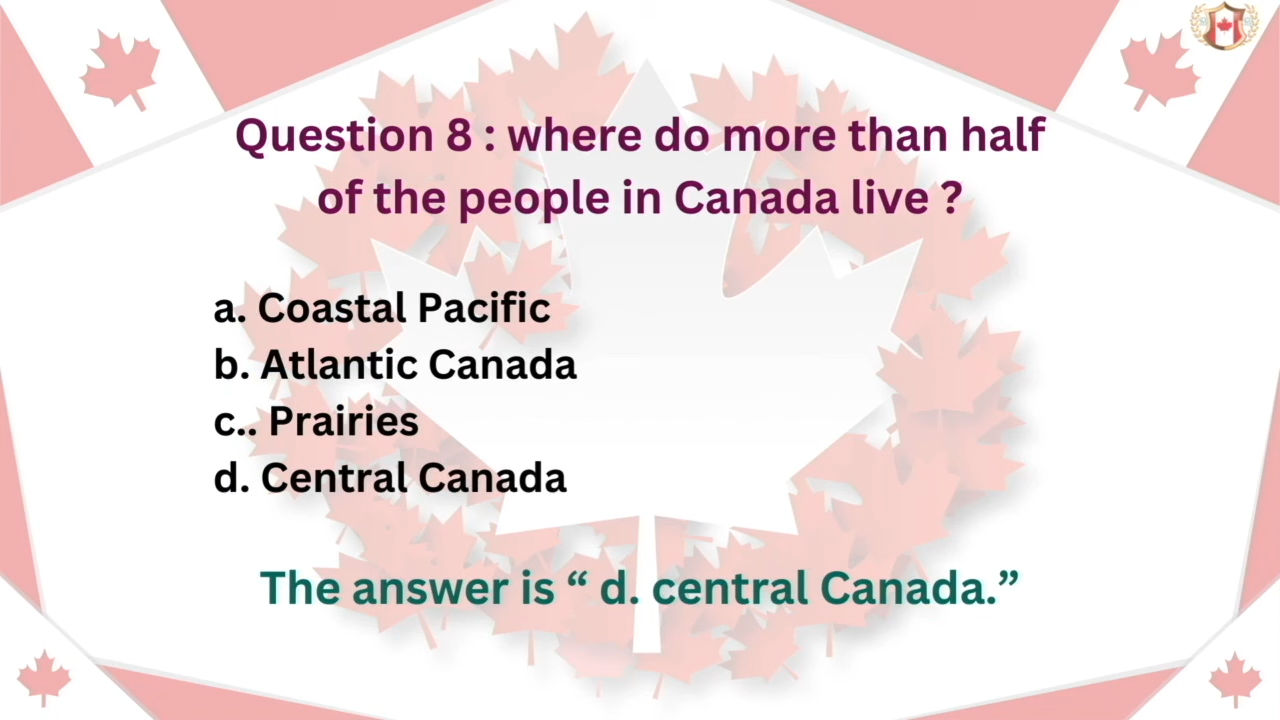 Question 8 : where do more than half
of the people in Canada live ?
a. Coastal Pacific
b. Atlantic Canada
c.. Prairies
d. Central Canada
The answer is “ d. central Canada.”